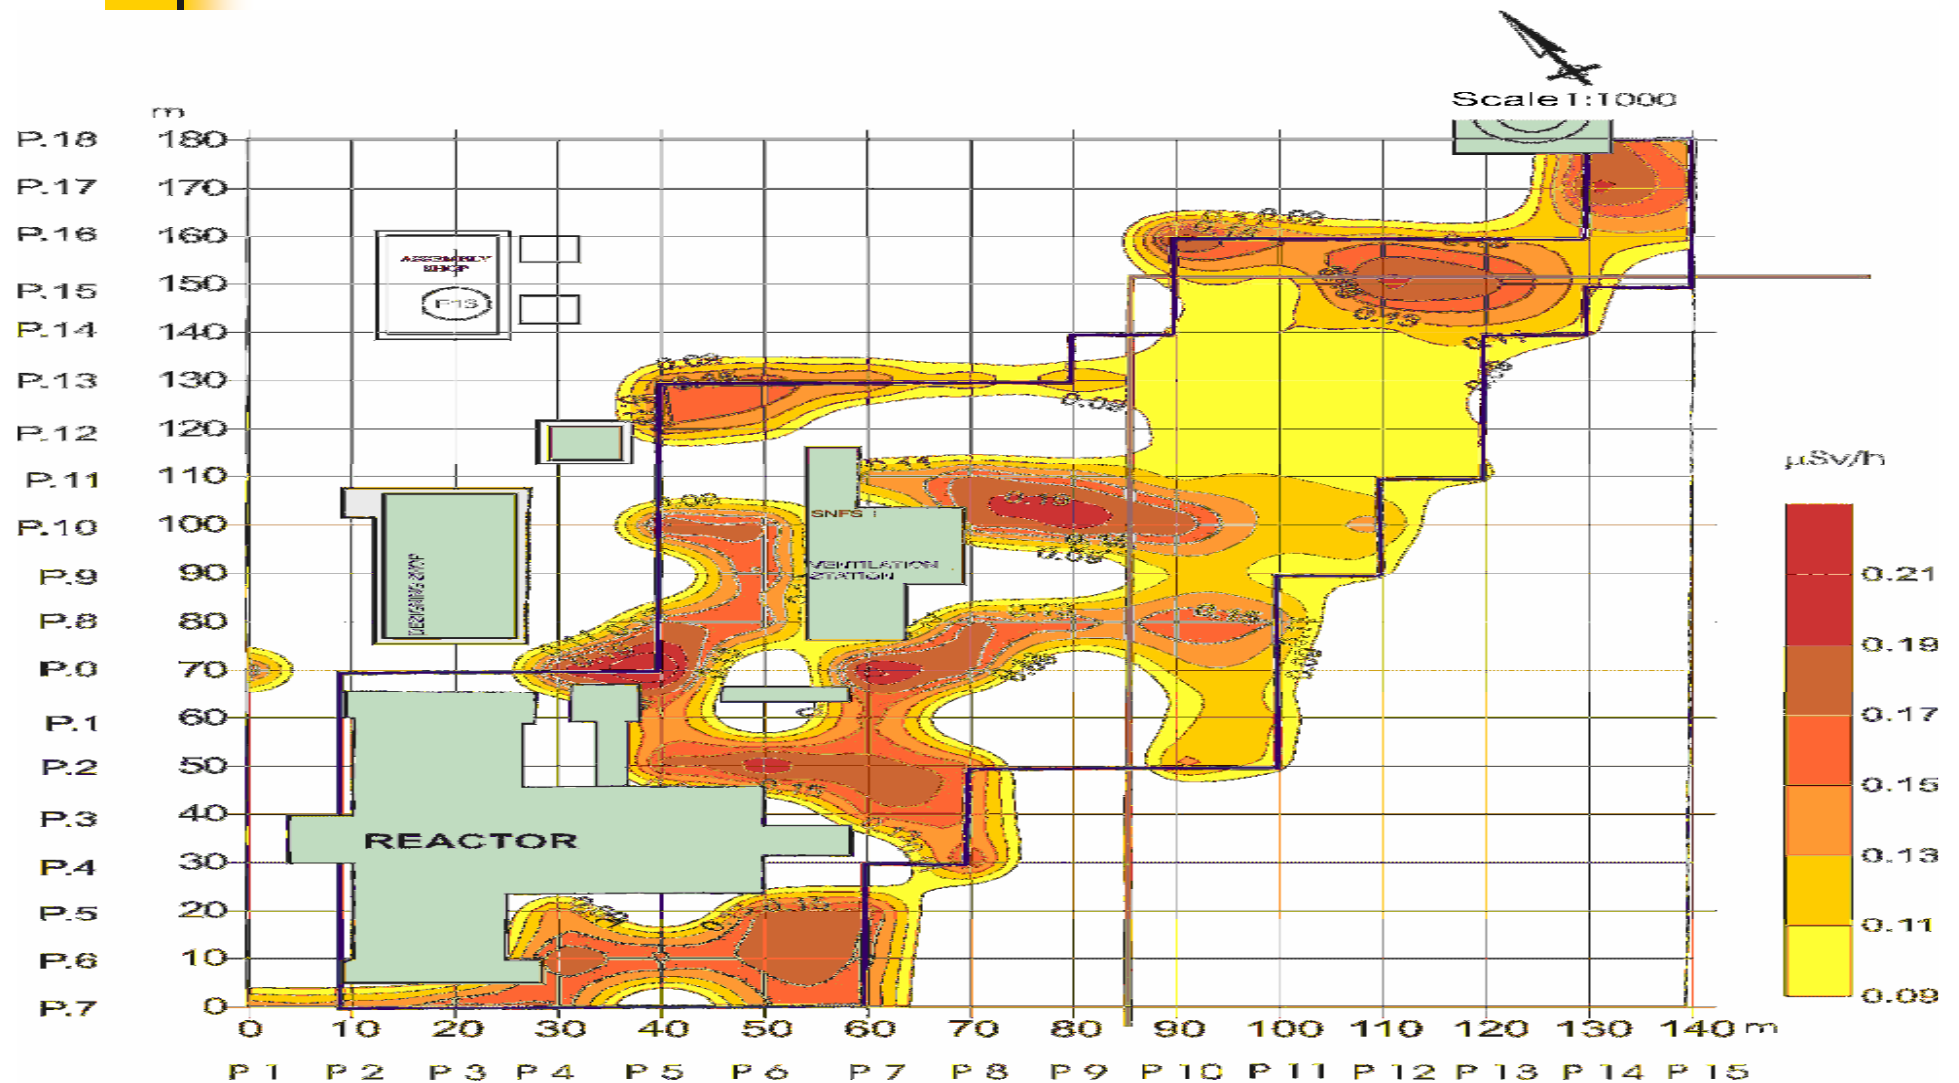 Scale 1:1000
m
P.18 180
P.17 170
P.16 160
P.15 150
P.14 140
P.13 130
P.12 120
P.11 110
P.10 100
P.9 90
P.8 80
P.0 70
P.1 60
P.2 50
P.3 40
P.4 30
P.5 20
P.6 10
P.7 0
ASSEMBLY
SHOP
P13
SNFS
VENTILATION
STATION
REACTOR
µSv/h
0.21
0.19
0.17
0.15
0.13
0.11
0.09
0 10 20 30 40 50 60 70 80 90 100 110 120 130 140 m
P 1 P 2 P 3 P 4 P 5 P 6 P 7 P 8 P 9 P 10 P 11 P 12 P 13 P 14 P 15